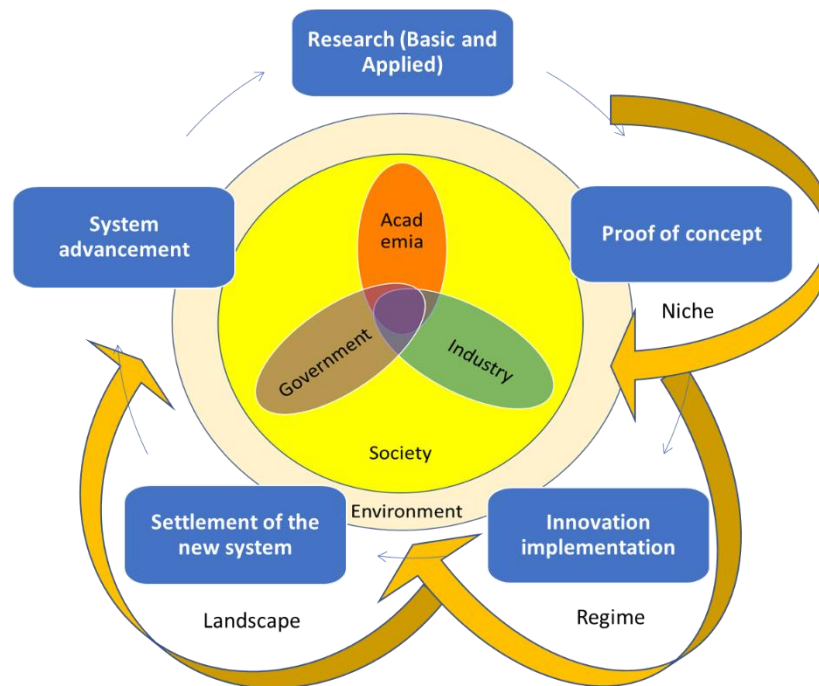 Research (Basic and
Applied)
System
advancement
Acad
emia
Proof of concept
Niche
Government
Industry
Society
Environment
Settlement of the
new system
Innovation
implementation
Landscape
Regime